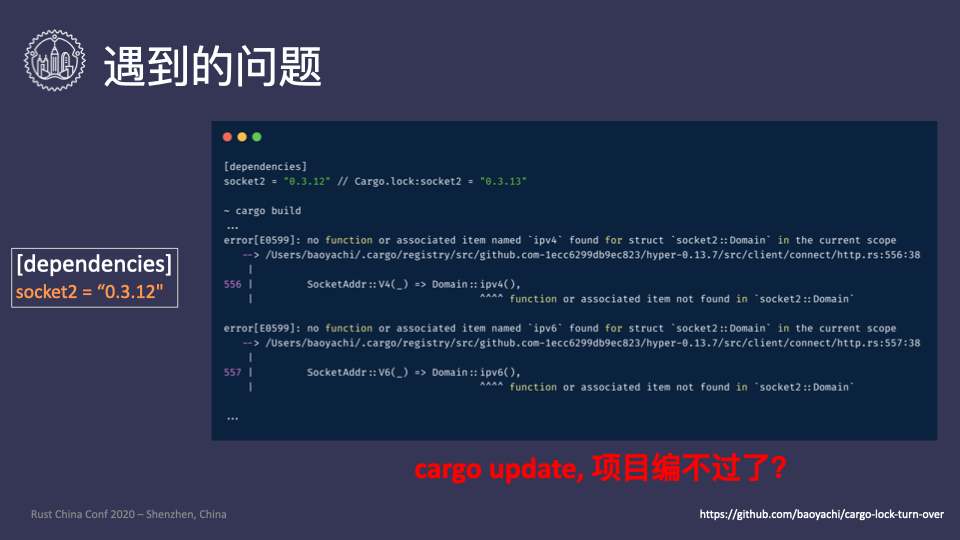 遇到的问题
[dependencies]
socket2 = “0.3.12"
[dependencies]
socket2 = "0.3.12" // Cargo.lock:socket2 = "0.3.13"
~ cargo build
...
error[E0599]: no function or associated item named `ipv4` found for struct `socket2::Domain` in the current scope
--> /Users/baoyachi/.cargo/registry/src/github.com-1ecc6299db9ec823/hyper-0.13.7/src/client/connect/http.rs:556:38
|
556 | SocketAddr::V4(_) => Domain::ipv4(),
| ^^^^ function or associated item not found in `socket2::Domain`
error[E0599]: no function or associated item named `ipv6` found for struct `socket2::Domain` in the current scope
--> /Users/baoyachi/.cargo/registry/src/github.com-1ecc6299db9ec823/hyper-0.13.7/src/client/connect/http.rs:557:38
|
557 | SocketAddr::V6(_) => Domain::ipv6(),
| ^^^^ function or associated item not found in `socket2::Domain`
...
cargo update, 项目编不过了?
Rust China Conf 2020 – Shenzhen, China
https://github.com/baoyachi/cargo-lock-turn-over